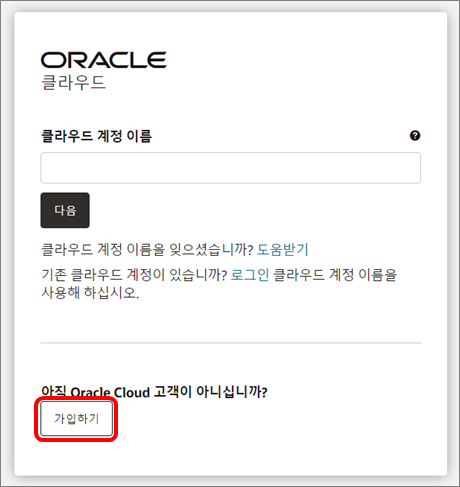 ORACLE
클라우드
클라우드 계정 이름
다음
클라우드 계정 이름을 잊으셨습니까? 도움받기
기존 클라우드 계정이 있습니까? 로그인 클라우드 계정 이름을
사용해 하십시오.
아직 Oracle Cloud 고객이 아니십니까?
가입하기